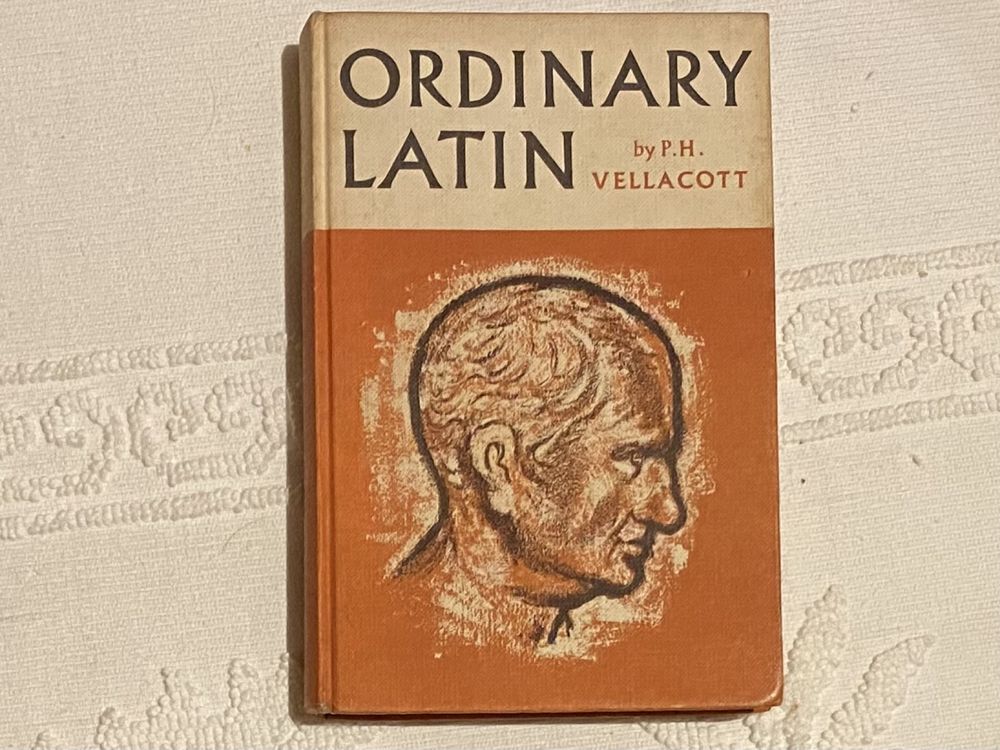 ORDINARY
LATIN
by P.H.
VELLACOTT